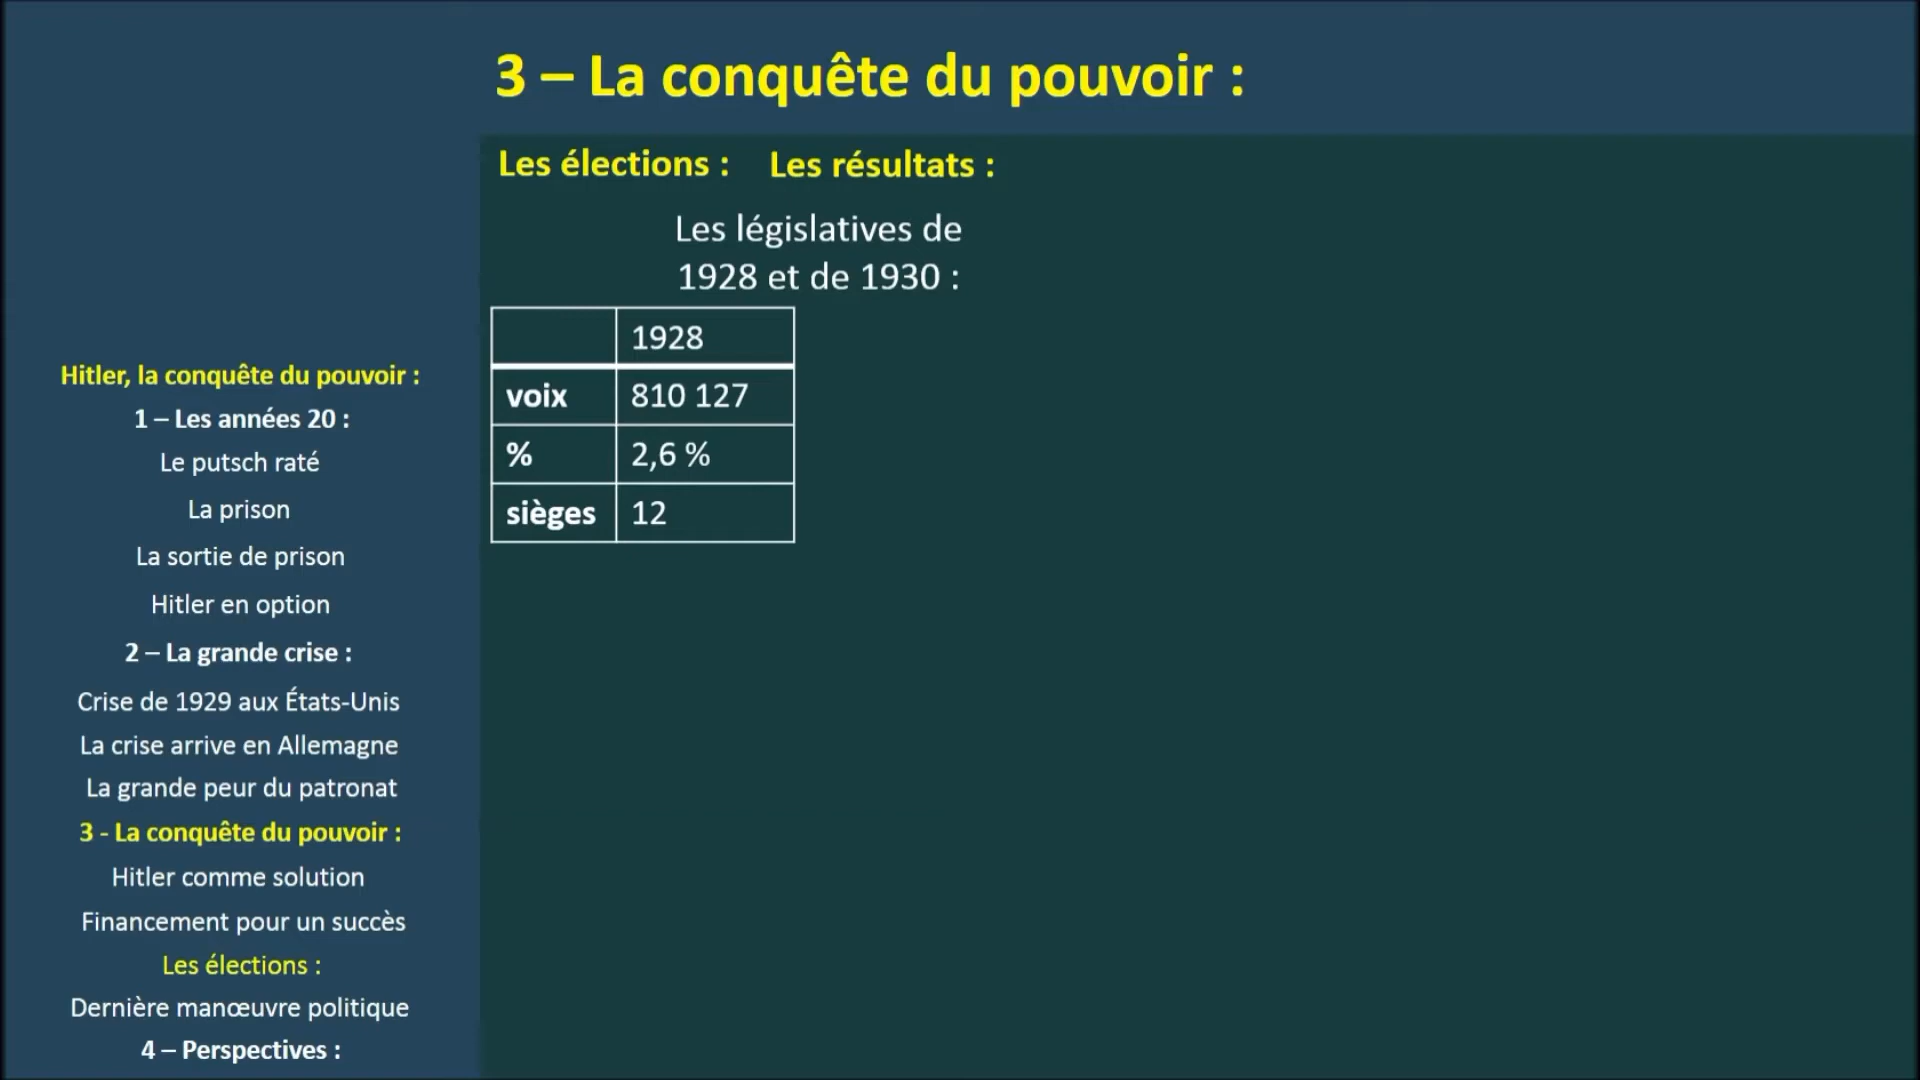 3 – La conquête du pouvoir :
Les élections : Les résultats :
Les législatives de
1928 et de 1930 :
1928
voix 810 127
% 2,6 %
sièges 12
Hitler, la conquête du pouvoir :
1 – Les années 20 :
Le putsch raté
La prison
La sortie de prison
Hitler en option
2 – La grande crise :
Crise de 1929 aux États-Unis
La crise arrive en Allemagne
La grande peur du patronat
3 - La conquête du pouvoir :
Hitler comme solution
Financement pour un succès
Les élections :
Dernière manœuvre politique
4 – Perspectives :